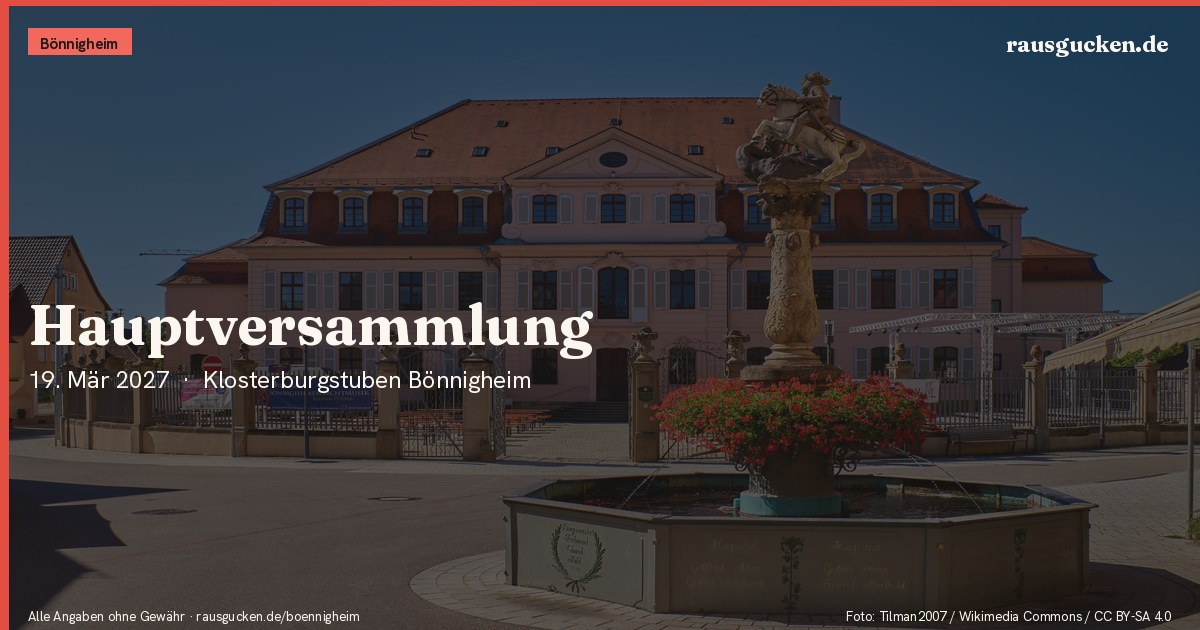 Bönnigheim
rausgucken.de
Hauptversammlung
19. Mär 2027 · Klosterburgstuben Bönnigheim
Alle Angaben ohne Gewähr · rausgucken.de/boennigheim
Foto: Tilman2007 / Wikimedia Commons / CC BY-SA 4.0